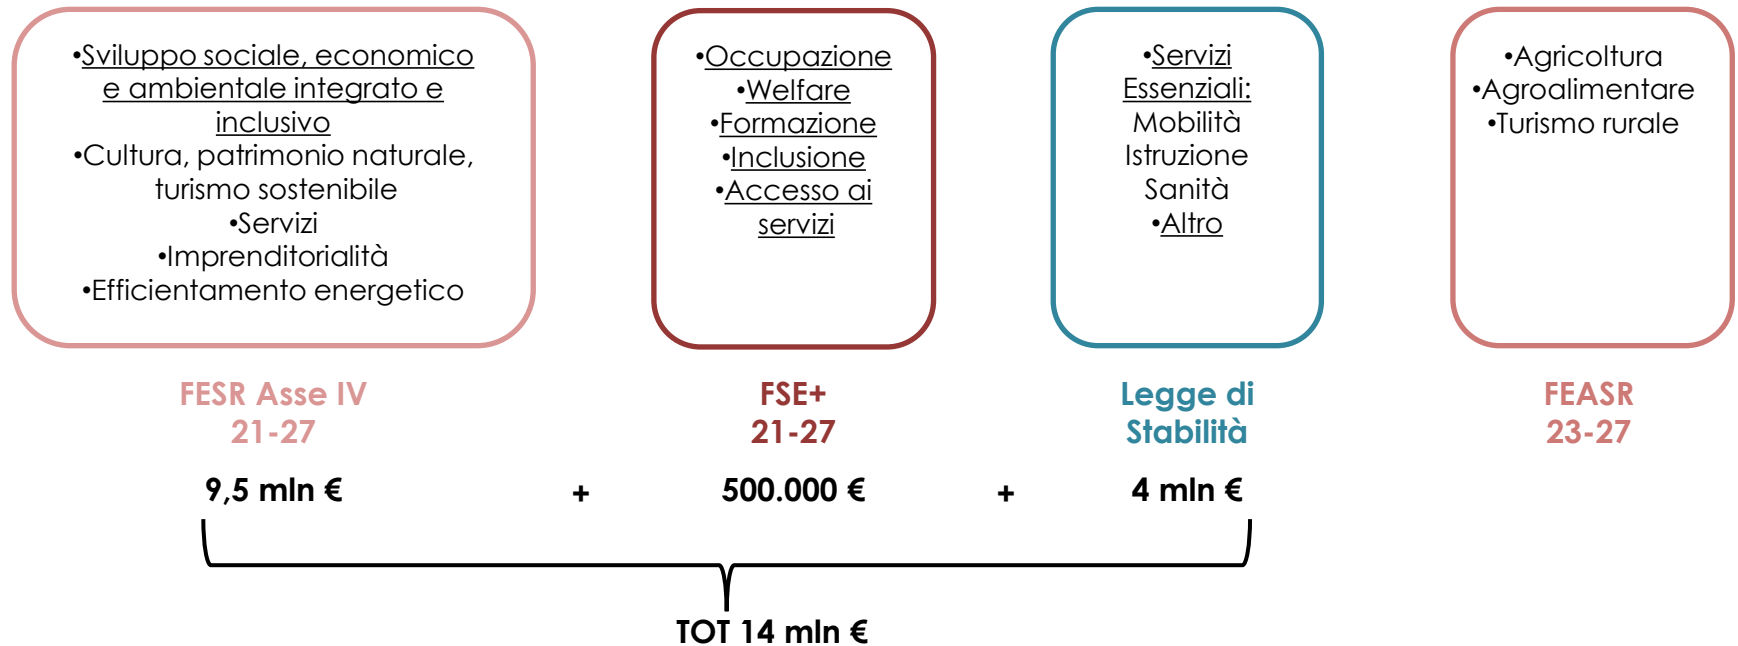 •Sviluppo sociale, economico
e ambientale integrato e
inclusivo
•Cultura, patrimonio naturale,
turismo sostenibile
•Servizi
•Imprenditorialità
•Efficientamento energetico
•Occupazione
•Welfare
•Formazione
•Inclusione
•Accesso ai
servizi
•Servizi
Essenziali:
Mobilità
Istruzione
Sanità
•Altro
•Agricoltura
•Agroalimentare
•Turismo rurale
FESR Asse IV
21-27
FSE+
21-27
Legge di
Stabilità
FEASR
23-27
9,5 mln € + 500.000 € + 4 mln €
TOT 14 mln €